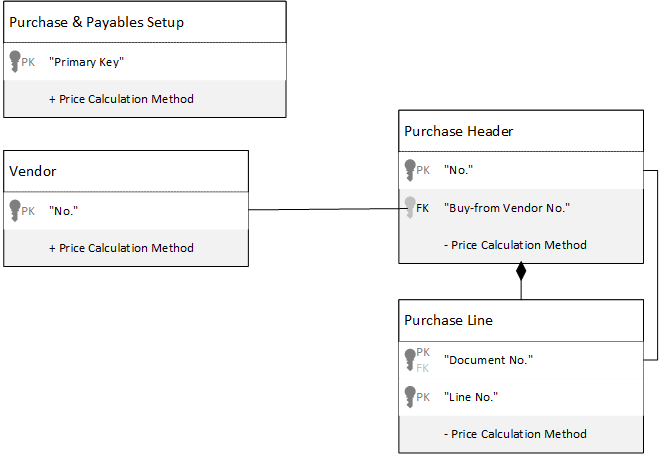 Purchase & Payables Setup
PK "Primary Key"
+ Price Calculation Method
Vendor
PK "No."
+ Price Calculation Method
Purchase Header
PK "No."
FK "Buy-from Vendor No."
- Price Calculation Method
Purchase Line
PK
FK "Document No."
PK "Line No."
- Price Calculation Method